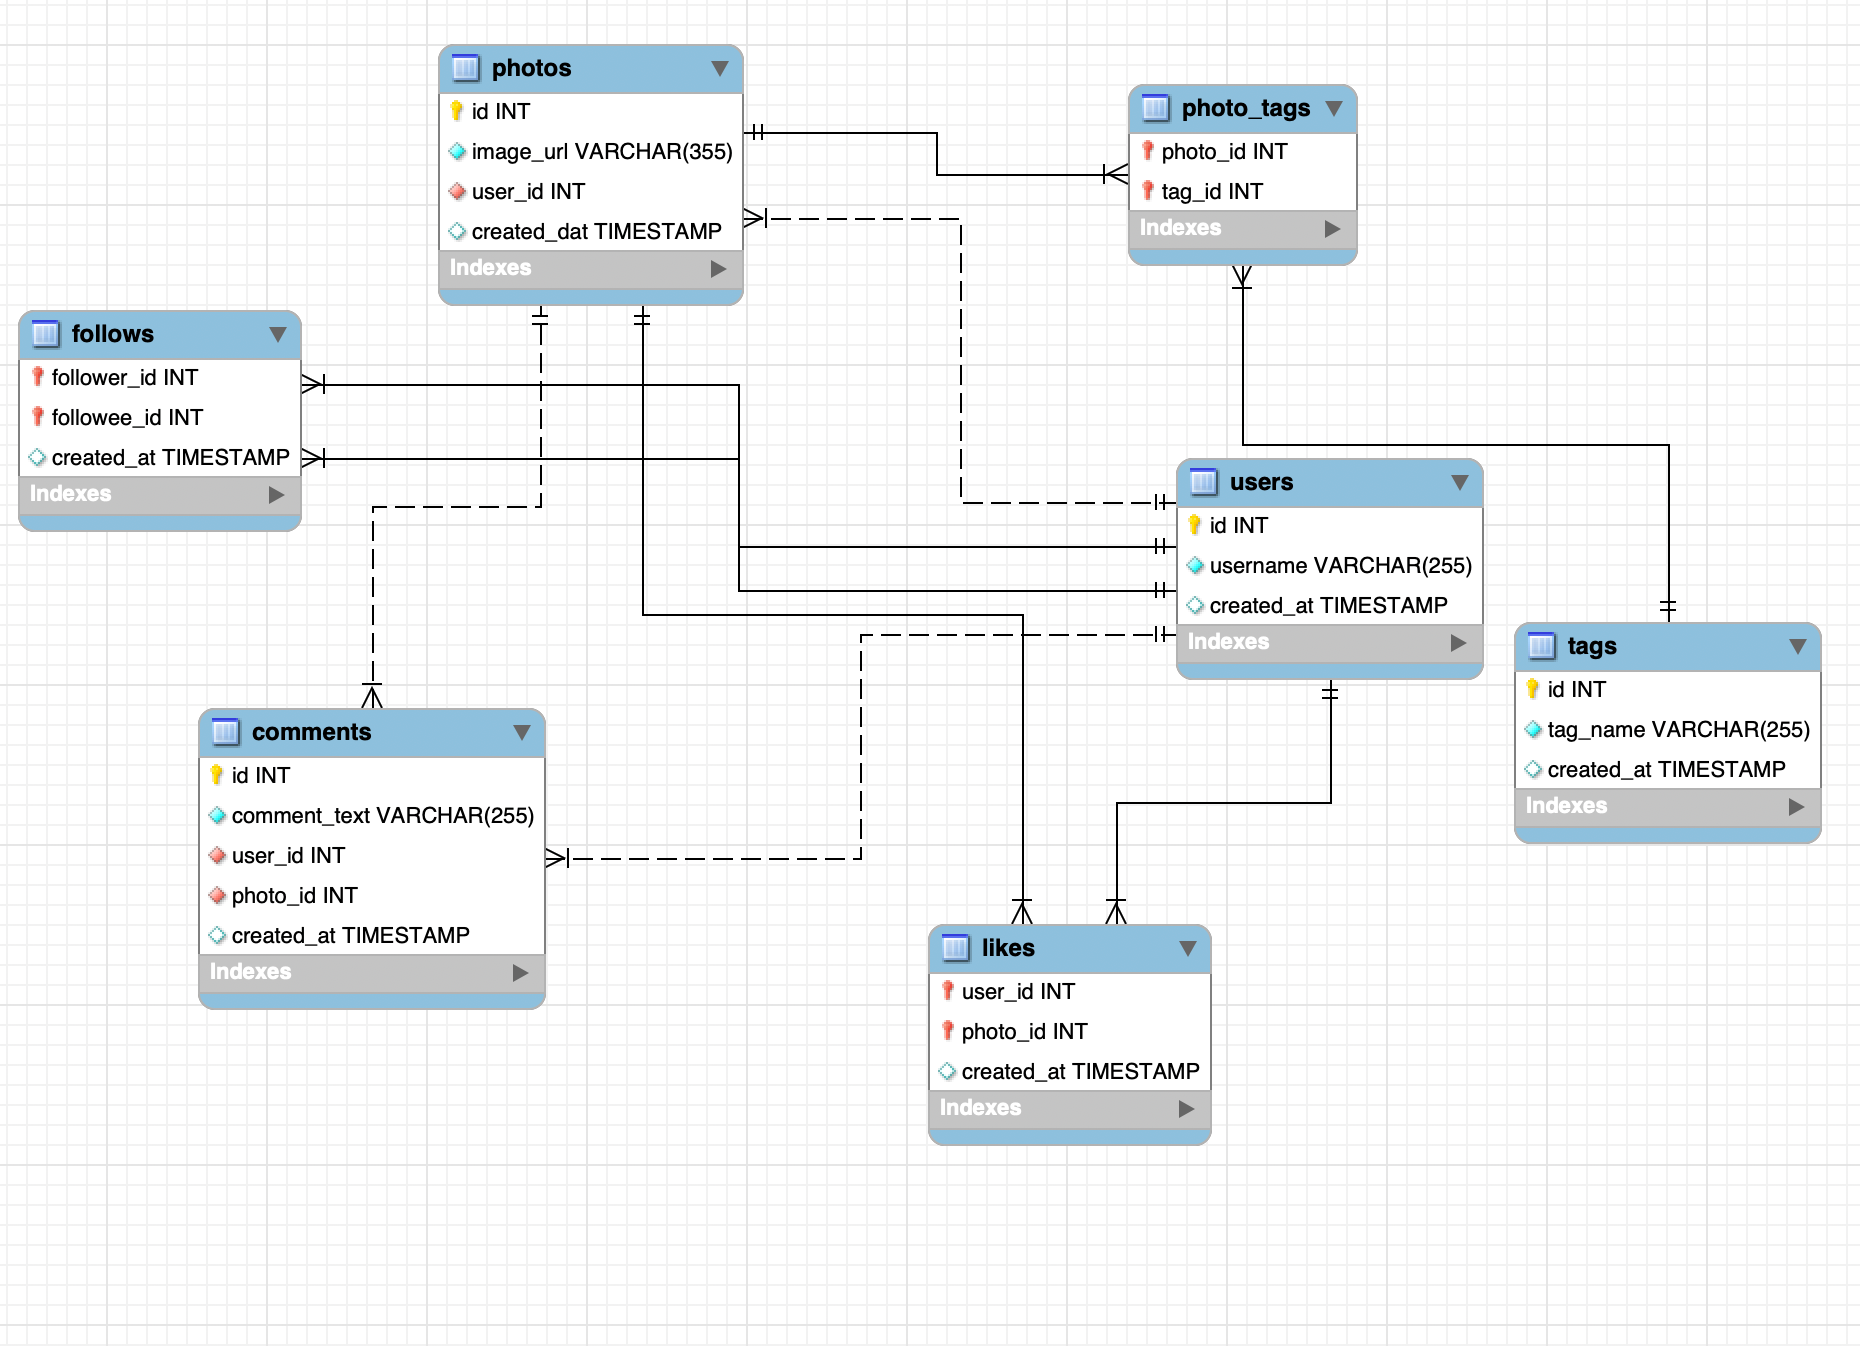 photos
id INT
image_url VARCHAR(355)
user_id INT
created_dat TIMESTAMP
Indexes
photo_tags
photo_id INT
tag_id INT
Indexes
follows
follower_id INT
followee_id INT
created_at TIMESTAMP
Indexes
users
id INT
username VARCHAR(255)
created_at TIMESTAMP
Indexes
tags
id INT
tag_name VARCHAR(255)
created_at TIMESTAMP
Indexes
comments
id INT
comment_text VARCHAR(255)
user_id INT
photo_id INT
created_at TIMESTAMP
Indexes
likes
user_id INT
photo_id INT
created_at TIMESTAMP
Indexes